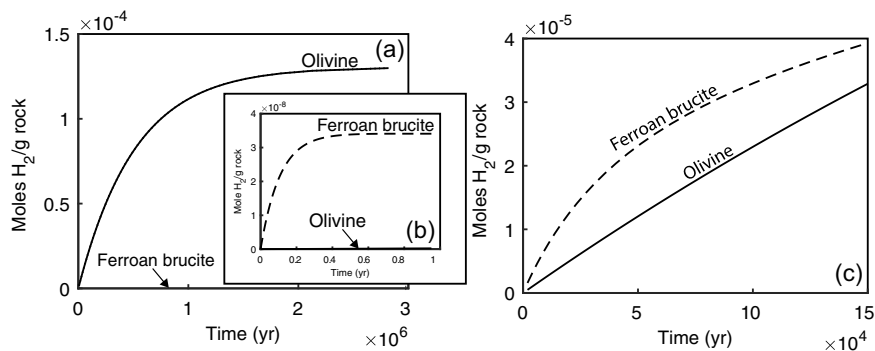 ×10⁻⁴
(a)
1.5
1
0.5
0
Moles H₂/g rock
Olivine
Ferroan brucite
0
1
2
3
Time (yr)
×10⁶
×10⁻⁸
4
3
2
1
0
Mole H₂/g rock
Ferroan brucite
Olivine
(b)
0
0.2
0.4
0.6
0.8
1
Time (yr)
×10⁻⁵
4
3
2
1
0
Moles H₂/g rock
Ferroan brucite
Olivine
(c)
0
5
10
15
Time (yr)
×10⁴